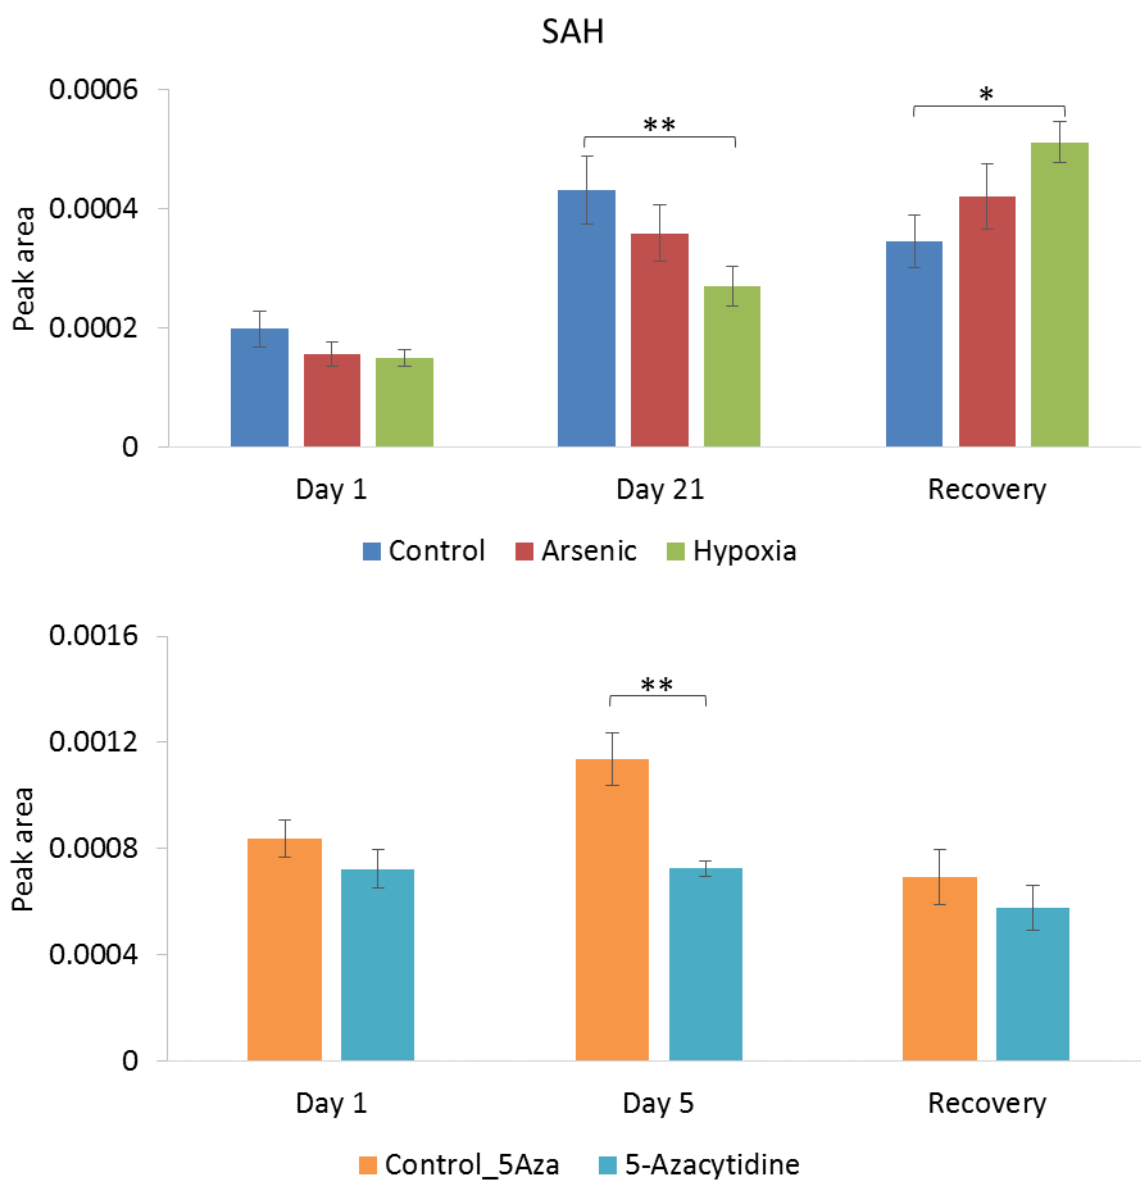 SAH
0.0006
*
**
0.0004
Peak area
0.0002
0
Day 1 Day 21 Recovery
Control Arsenic Hypoxia
0.0016
**
0.0012
Peak area
0.0008
0.0004
0
Day 1 Day 5 Recovery
Control_5Aza 5-Azacytidine